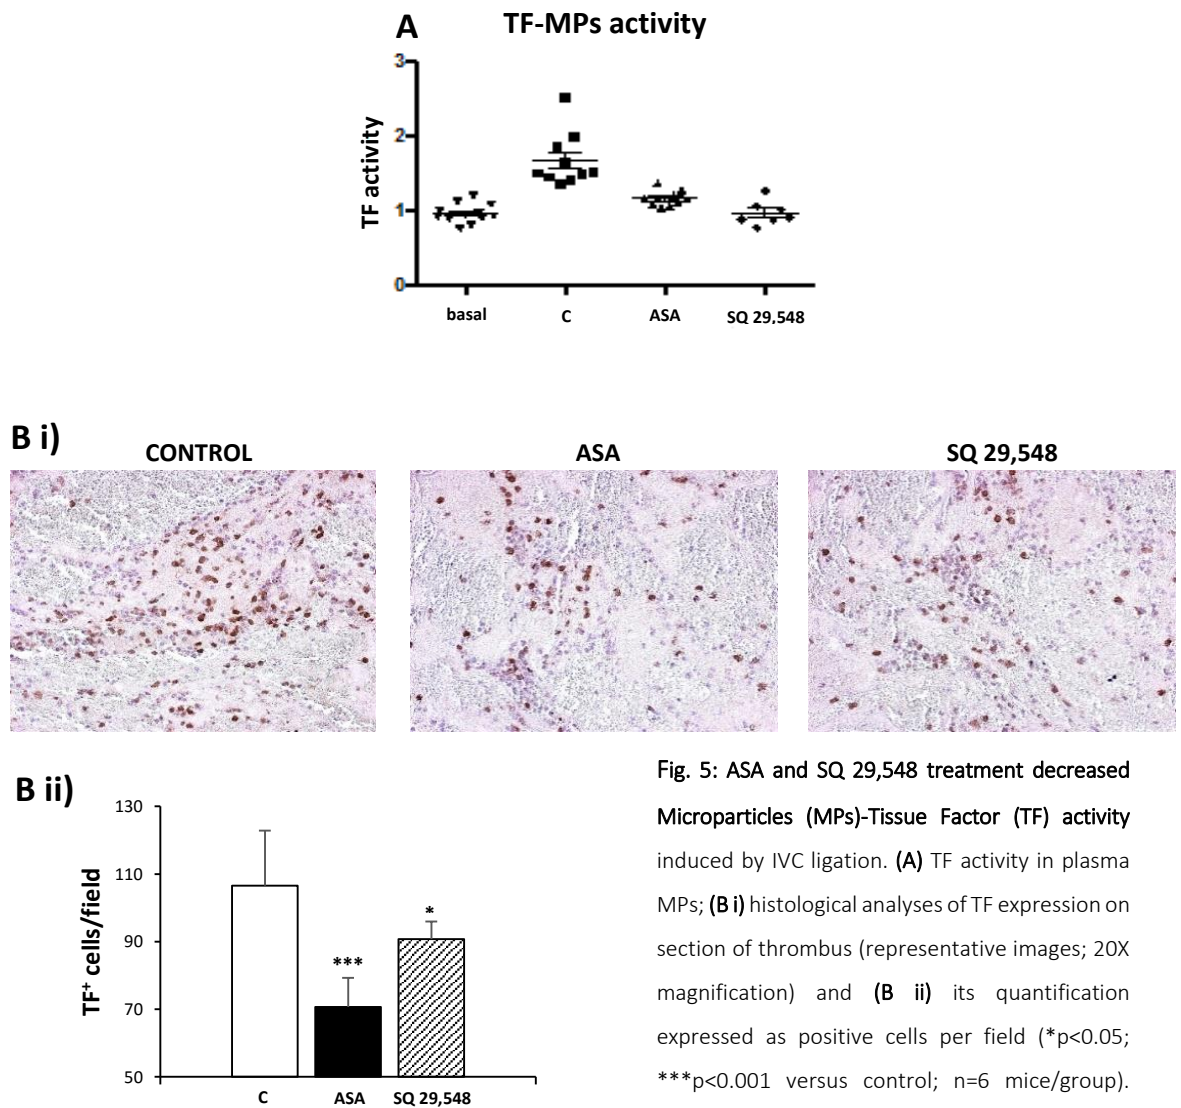 A
TF-MPs activity
TF activity
3
2
1
0
basal
C
ASA
SQ 29,548
B i)
CONTROL
ASA
SQ 29,548
B ii)
TF+ cells/field
130
110
90
70
50
***
*
C
ASA
SQ 29,548
Fig. 5: ASA and SQ 29,548 treatment decreased
Microparticles (MPs)-Tissue Factor (TF) activity
induced by IVC ligation. (A) TF activity in plasma
MPs; (B i) histological analyses of TF expression on
section of thrombus (representative images; 20X
magnification) and (B ii) its quantification
expressed as positive cells per field (*p<0.05;
***p<0.001 versus control; n=6 mice/group).